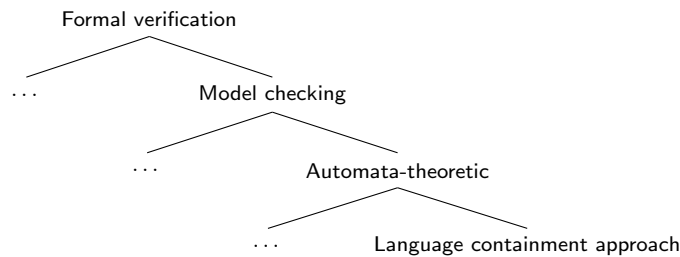 Formal verification
...
Model checking
...
Automata-theoretic
...
Language containment approach